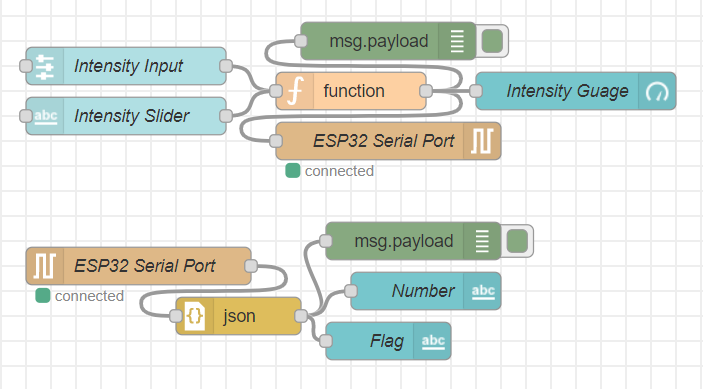 msg.payload
Intensity Input
function
Intensity Guage
abc
Intensity Slider
ESP32 Serial Port
connected
msg.payload
ESP32 Serial Port
connected
Number
abc
json
Flag
abc